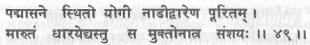 पद्मासने स्थितो योगी नाडीद्वारेण पूरितम् ।
मारुतं धारयेद्यस्तु स मुक्तोनात्र संशयः ।। ४९ ।।